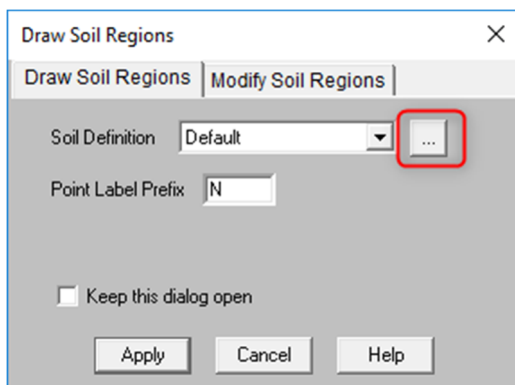 Draw Soil Regions
Draw Soil Regions Modify Soil Regions
Soil Definition Default ...
Point Label Prefix N
Keep this dialog open
Apply Cancel Help